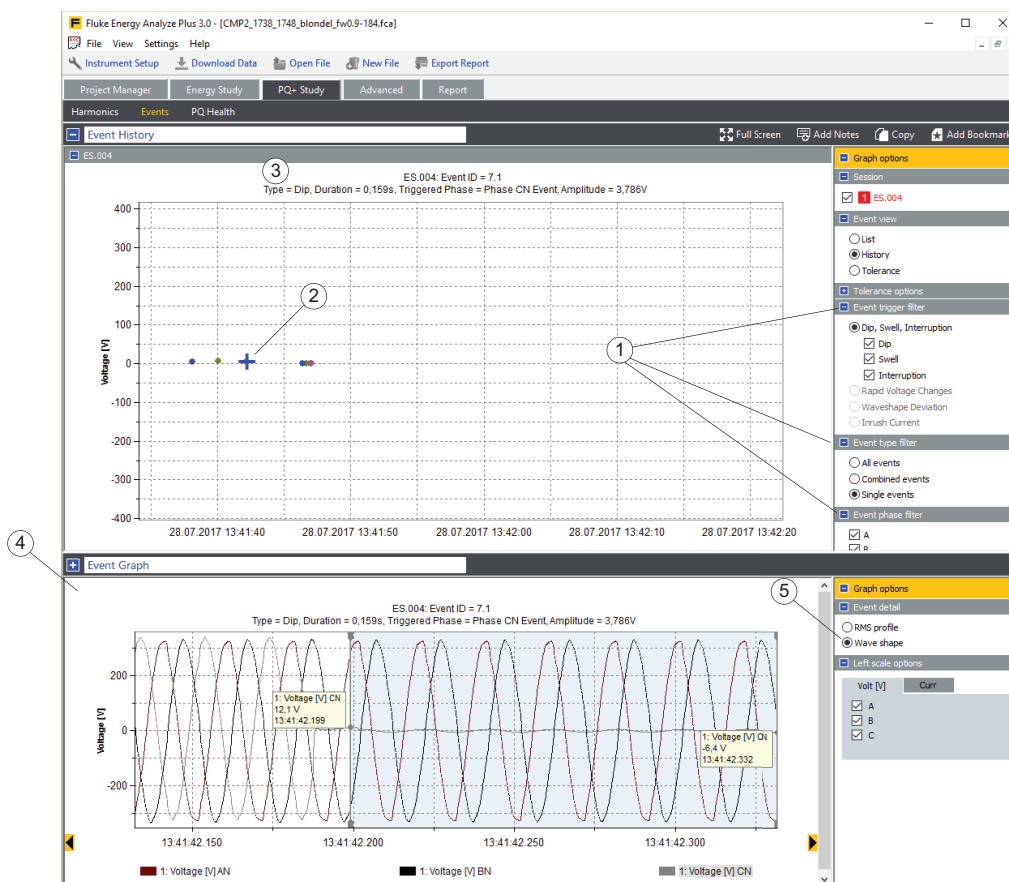 Fluke Energy Analyze Plus 3.0 - [CMP2_1738_1748_blondel_fw0.9-184.fca]
File View Settings Help
Instrument Setup Download Data Open File New File Export Report
Project Manager Energy Study PQ+ Study Advanced Report
Harmonics Events PQ Health
Event History Full Screen Add Notes Copy Add Bookmark
ES.004
3
ES.004: Event ID = 7.1
Type = Dip, Duration = 0,159s, Triggered Phase = Phase CN Event, Amplitude = 3,786V
400
300
200
100
0
-100
-200
-300
-400
Voltage [V]
2
1
28.07.2017 13:41:40 28.07.2017 13:41:50 28.07.2017 13:42:00 28.07.2017 13:42:10 28.07.2017 13:42:20
Graph options
Session
1 ES.004
Event view
List
History
Tolerance
Tolerance options
Event trigger filter
Dip, Swell, Interruption
Dip
Swell
Interruption
Rapid Voltage Changes
Waveshape Deviation
Inrush Current
Event type filter
All events
Combined events
Single events
Event phase filter
A
B
4
Event Graph
ES.004: Event ID = 7.1
Type = Dip, Duration = 0,159s, Triggered Phase = Phase CN Event, Amplitude = 3,786V
200
0
-200
Voltage [V]
1: Voltage [V] CN
12,1 V
13:41:42.199
1: Voltage [V] CN
-6,4 V
13:41:42.332
13:41:42.150 13:41:42.200 13:41:42.250 13:41:42.300
1: Voltage [V] AN 1: Voltage [V] BN 1: Voltage [V] CN
5
Graph options
Event detail
RMS profile
Wave shape
Left scale options
Volt [V] Curr
A
B
C